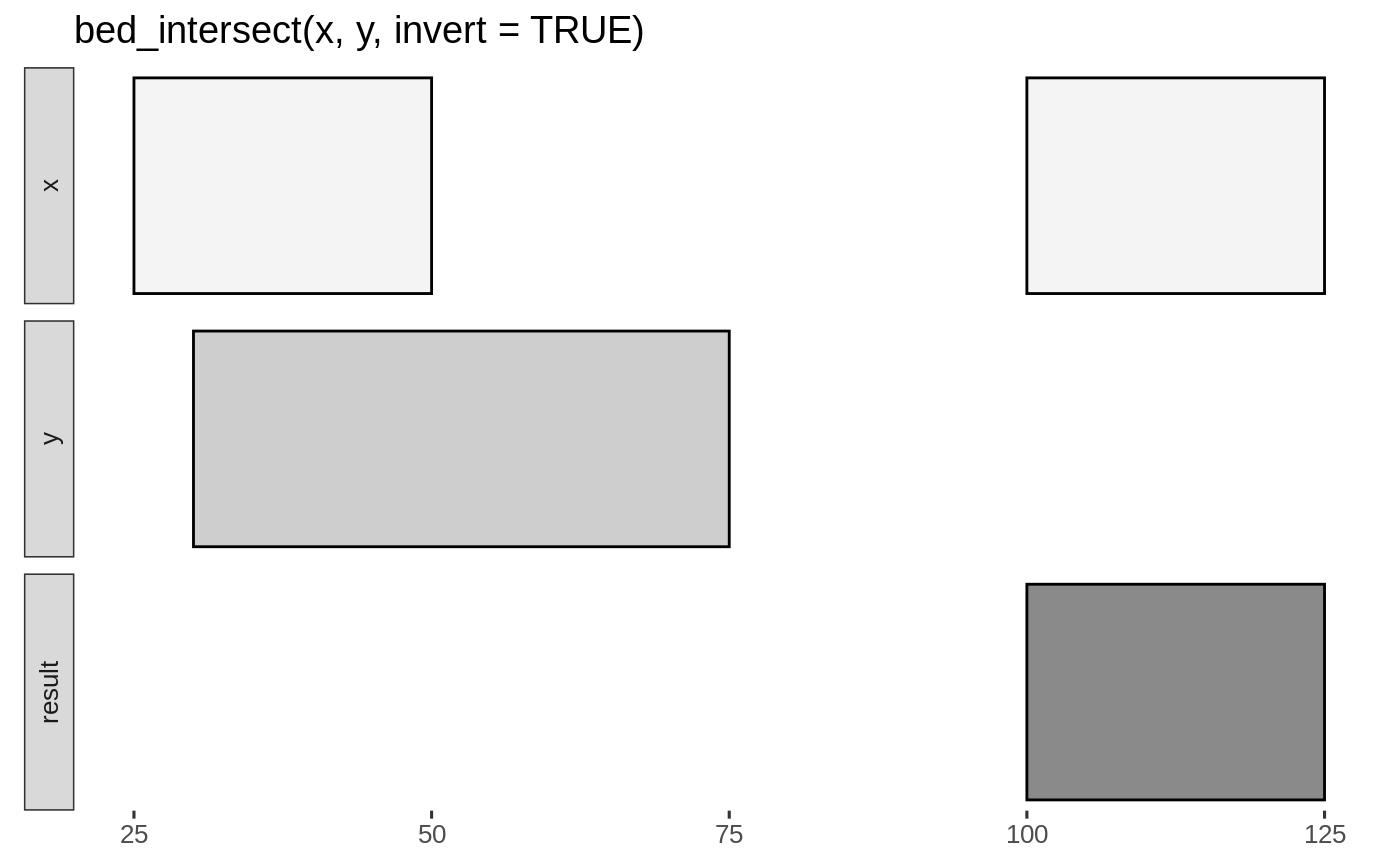 bed_intersect(x, y, invert = TRUE)
x
y
result
25 50 75 100 125